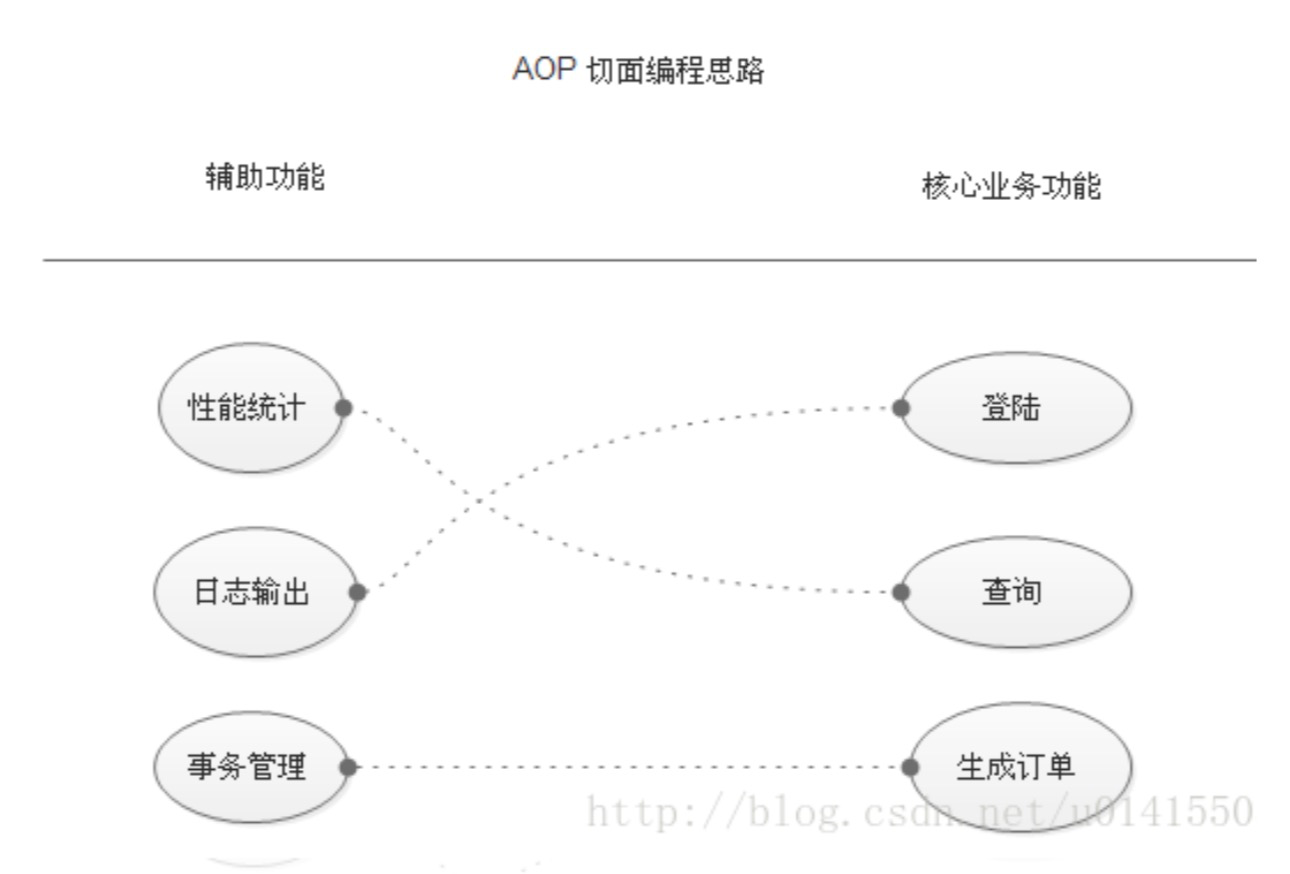 AOP 切面编程思路
辅助功能
核心业务功能
性能统计
登陆
日志输出
查询
事务管理
生成订单
http://blog.csdn.net/u0141550